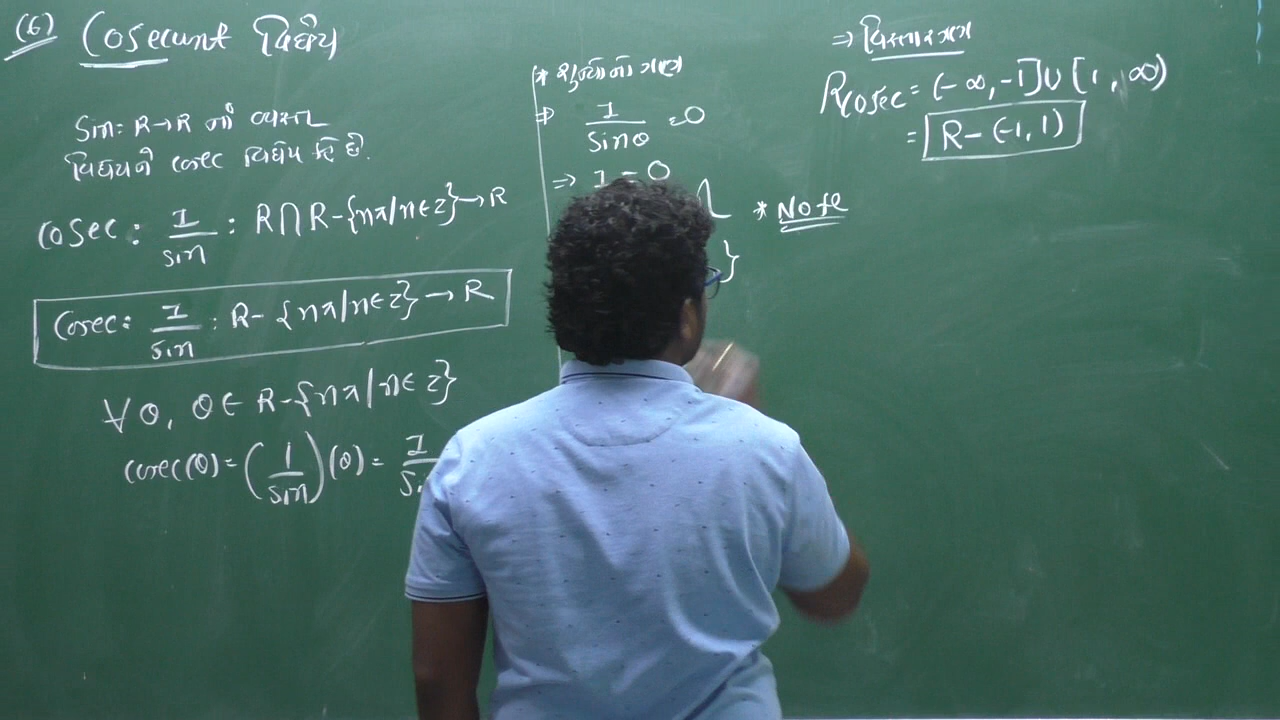 (6) Cosecant વિધેય
Sin: R→R ના વ્યસ્ત
વિધેયને cosec વિધેય કહે છે.
Cosec: 1/sin : R∩R-{nπ/n∈z}→R
Cosec: 1/sin : R-{nπ/n∈z}→R
∀θ, θ∈R-{nπ/n∈z}
cosec(θ)=(1/sin)(θ)=1/si
* શૂન્યોનો ગણ
⇒ 1/Sinθ =0
⇒ 1=0
}
⇒ વિસ્તારગણ
Rcosec=(-∞,-1]∪[1,∞)
= R-(-1,1)
* Note